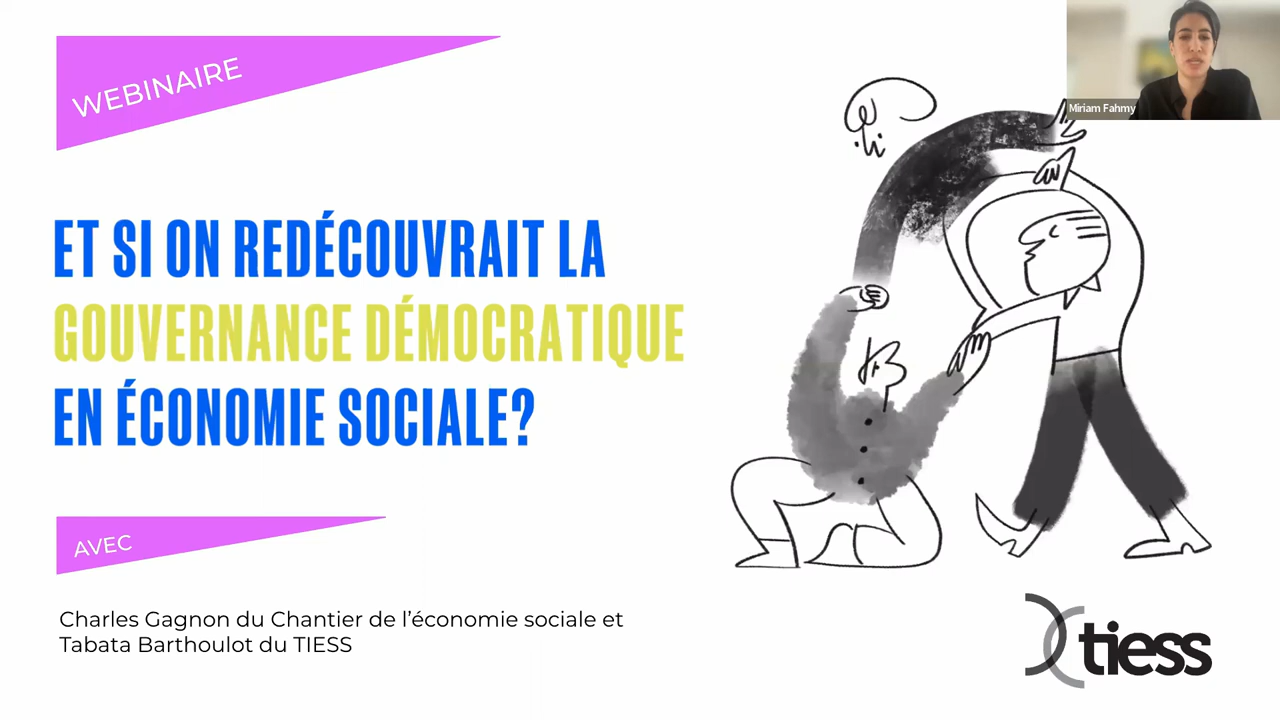 WEBINAIRE
Miriam Fahmy
ET SI ON REDÉCOUVRAIT LA
GOUVERNANCE DÉMOCRATIQUE
EN ÉCONOMIE SOCIALE?
AVEC
Charles Gagnon du Chantier de l’économie sociale et
Tabata Barthoulot du TIESS
tiess